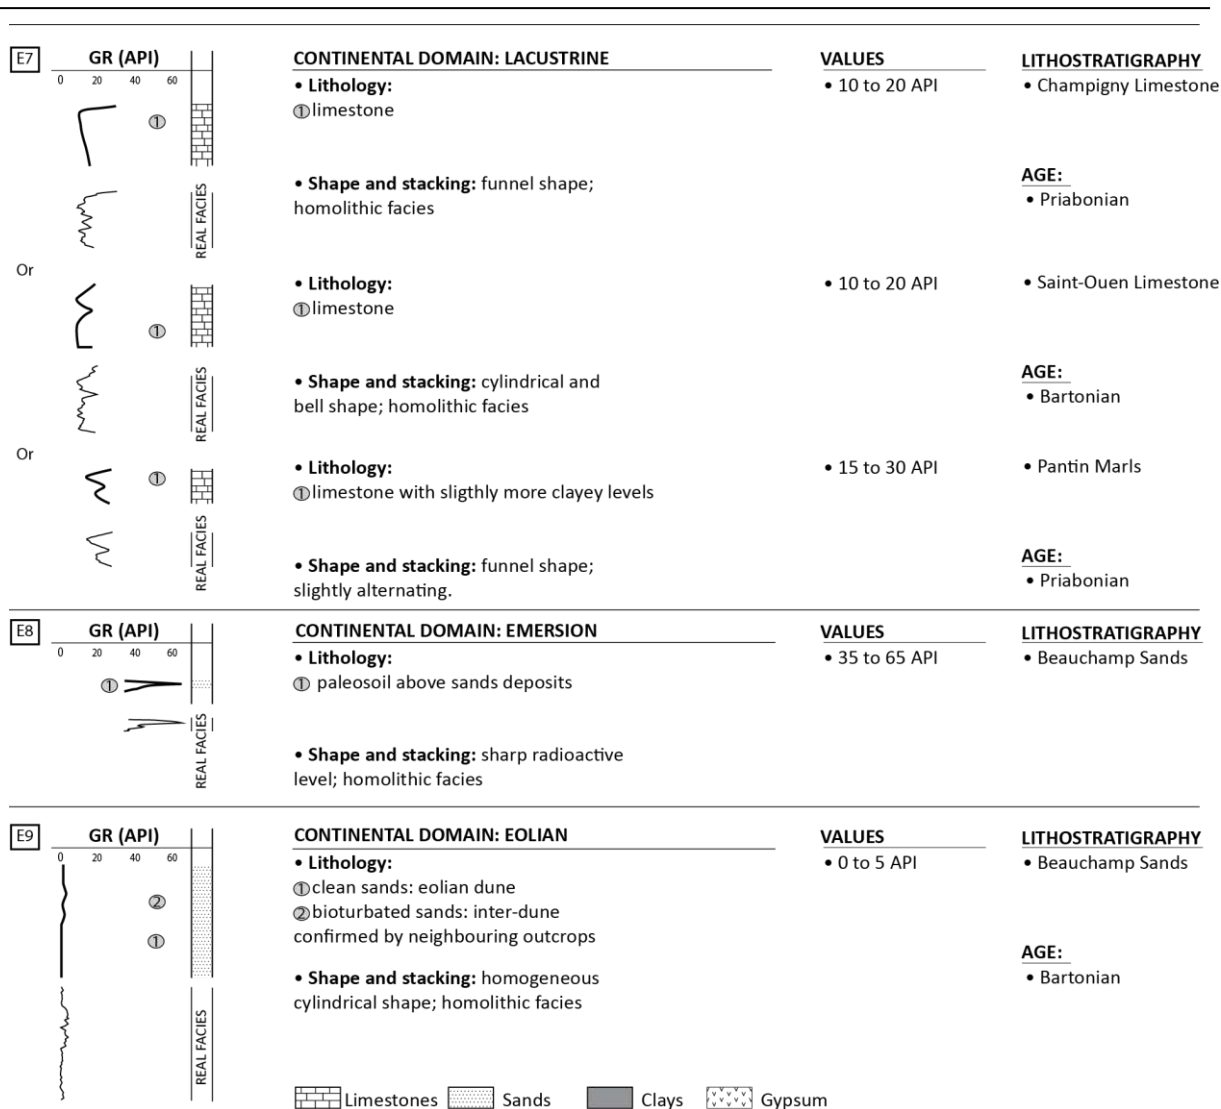 E7 GR (API) CONTINENTAL DOMAIN: LACUSTRINE VALUES LITHOSTRATIGRAPHY
0 20 40 60 • Lithology: • 10 to 20 API • Champigny Limestone
① ①limestone
REAL FACIES • Shape and stacking: funnel shape; AGE:
homolithic facies • Priabonian
Or
• Lithology: • 10 to 20 API • Saint-Ouen Limestone
① ①limestone
REAL FACIES • Shape and stacking: cylindrical and AGE:
bell shape; homolithic facies • Bartonian
Or
① • Lithology: • 15 to 30 API • Pantin Marls
①limestone with sligthly more clayey levels
REAL FACIES • Shape and stacking: funnel shape; AGE:
slightly alternating. • Priabonian
E8 GR (API) CONTINENTAL DOMAIN: EMERSION VALUES LITHOSTRATIGRAPHY
0 20 40 60 • Lithology: • 35 to 65 API • Beauchamp Sands
① ① paleosoil above sands deposits
REAL FACIES • Shape and stacking: sharp radioactive
level; homolithic facies
E9 GR (API) CONTINENTAL DOMAIN: EOLIAN VALUES LITHOSTRATIGRAPHY
0 20 40 60 • Lithology: • 0 to 5 API • Beauchamp Sands
①clean sands: eolian dune
② ②bioturbated sands: inter-dune
① confirmed by neighbouring outcrops
AGE:
• Shape and stacking: homogeneous • Bartonian
cylindrical shape; homolithic facies
REAL FACIES
Limestones Sands Clays Gypsum